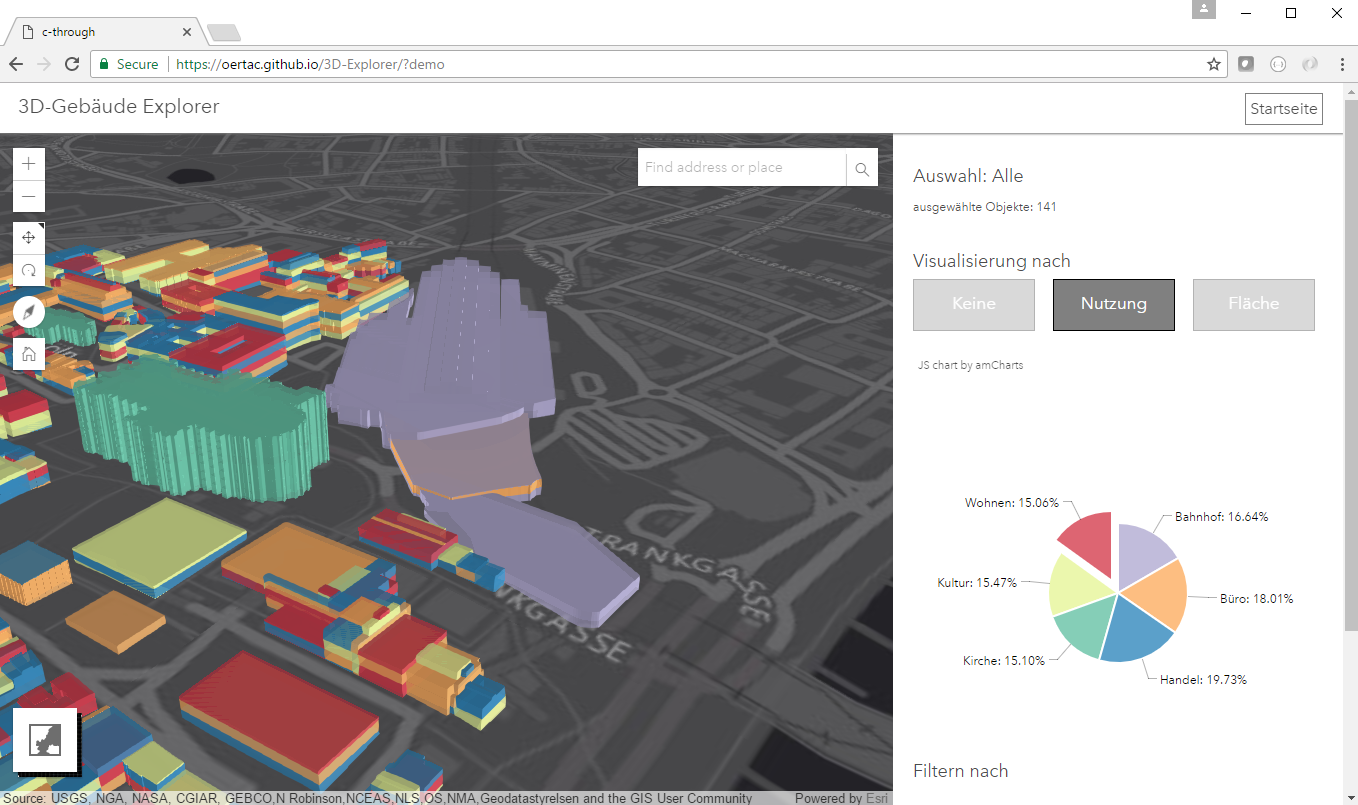 c-through
Secure https://oertac.github.io/3D-Explorer/?demo
3D-Gebäude Explorer
Startseite
Find address or place
Auswahl: Alle
ausgewählte Objekte: 141
Visualisierung nach
Keine
Nutzung
Fläche
JS chart by amCharts
Wohnen: 15.06%
Bahnhof: 16.64%
Kultur: 15.47%
Büro: 18.01%
Kirche: 15.10%
Handel: 19.73%
Filtern nach
TRANKGASSE
NKGASSE
Source: USGS, NGA, NASA, CGIAR, GEBCO,N Robinson,NCEAS,NLS,OS,NMA,Geodatastyrelsen and the GIS User Community
Powered by Esri